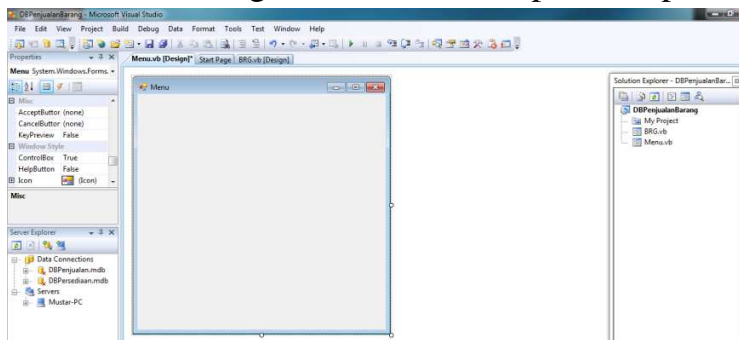 DBPenjualanBarang - Microsoft Visual Studio
File Edit View Project Build Debug Data Format Tools Test Window Help
Properties
Menu System.Windows.Forms.
Misc
AcceptButtor (none)
CancelButtor (none)
KeyPreview False
Window Style
ControlBox True
HelpButton False
Icon (Icon)
Misc
Server Explorer
Data Connections
DBPenjualan.mdb
DBPersediaan.mdb
Servers
Mustar-PC
Menu.vb [Design]* Start Page BRG.vb [Design]
Menu
Solution Explorer - DBPenjualanBar...
DBPenjualanBarang
My Project
BRG.vb
Menu.vb